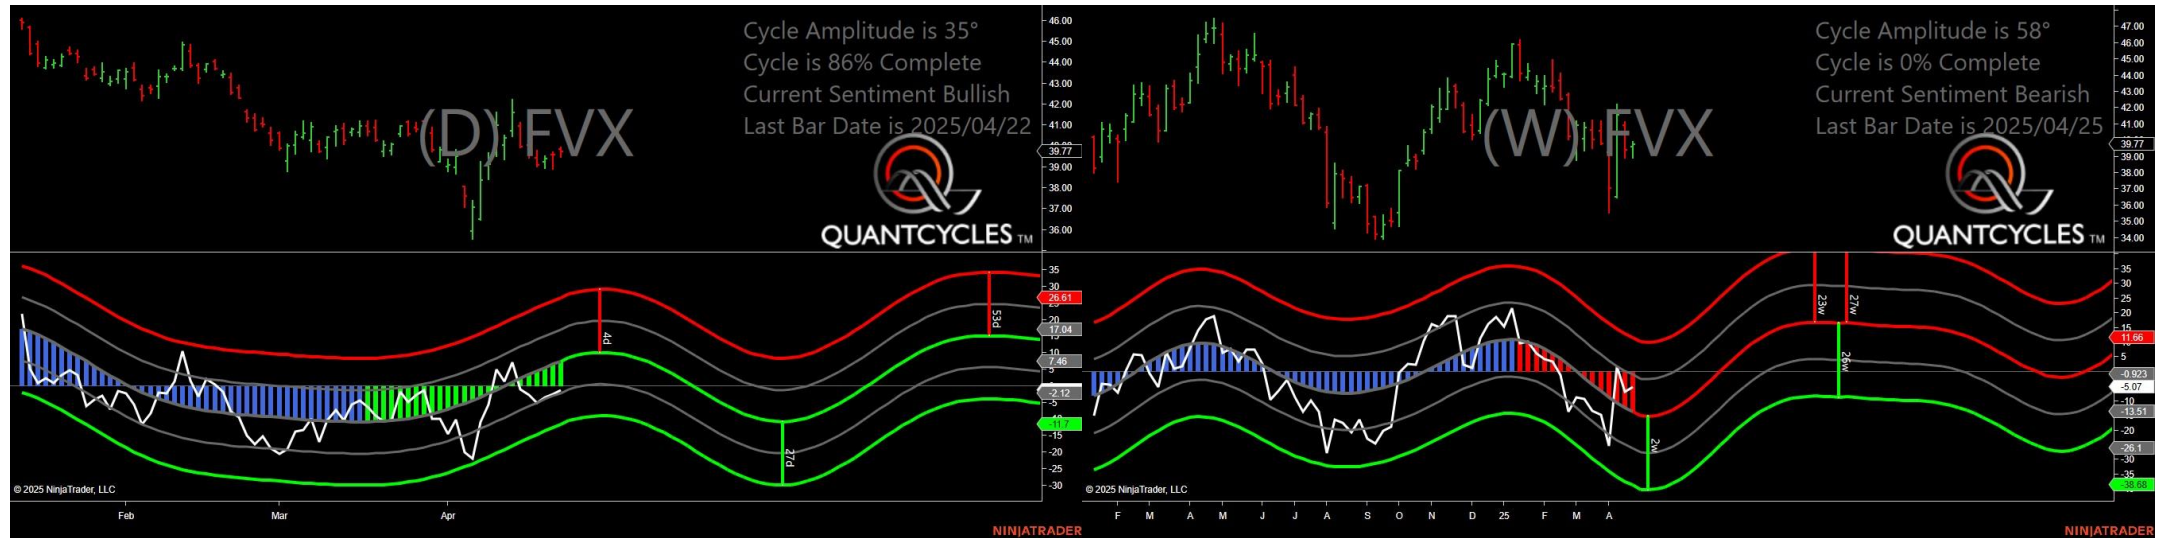 Cycle Amplitude is 35°
Cycle is 86% Complete
Current Sentiment Bullish
Last Bar Date is 2025/04/22
(D) FVX
QUANTCYCLES TM
46.00
45.00
44.00
43.00
42.00
41.00
39.77
39.00
38.00
37.00
36.00
35
30
26.61
20
17.04
10
7.46
5
-2.12
-5
-11.7
-15
-20
-25
-30
4d
27d
53d
© 2025 NinjaTrader, LLC
Feb
Mar
Apr
NINJATRADER
Cycle Amplitude is 58°
Cycle is 0% Complete
Current Sentiment Bearish
Last Bar Date is 2025/04/25
(W) FVX
QUANTCYCLES TM
47.00
46.00
45.00
44.00
43.00
42.00
41.00
39.77
39.00
38.00
37.00
36.00
35.00
34.00
35
30
25
20
15
11.66
5
-0.923
-5.07
-10
-13.51
-20
-26.1
-30
-35
-38.68
23w
27w
26w
2w
© 2025 NinjaTrader, LLC
F
M
A
M
J
J
A
S
O
N
D
25
F
M
A
NINJATRADER